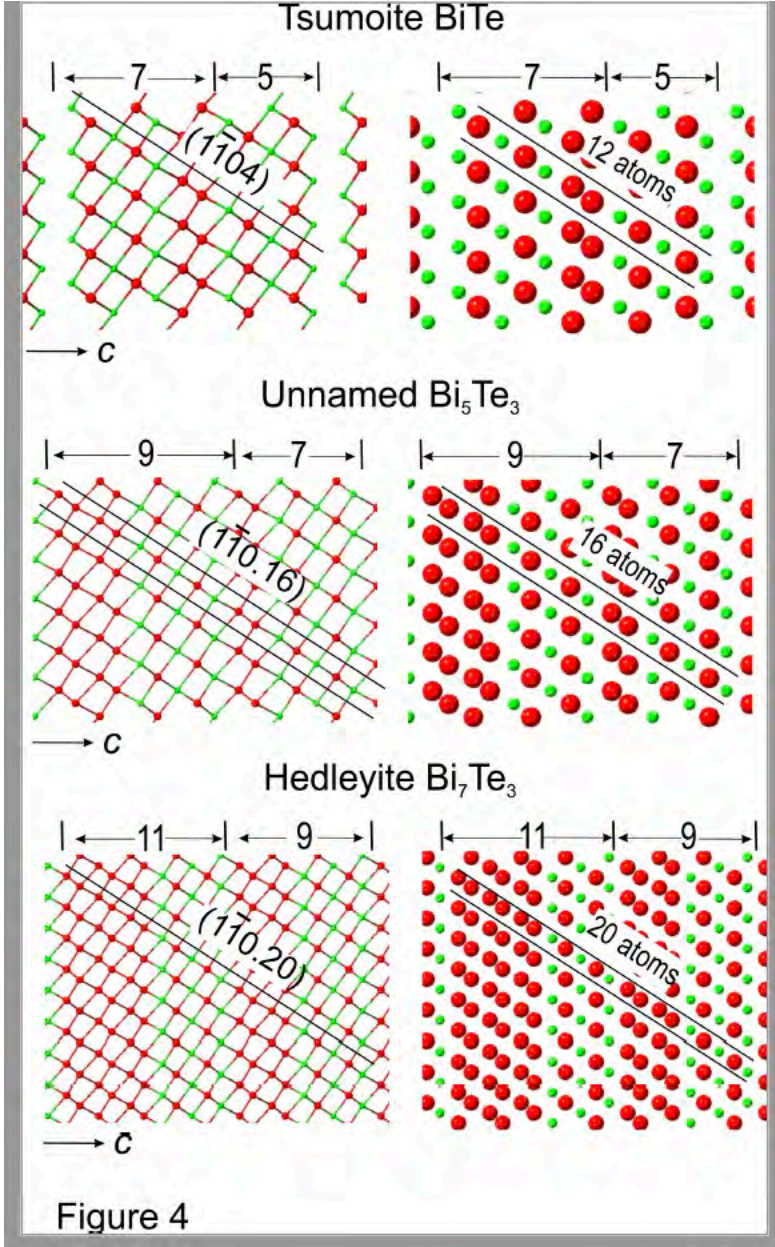 Tsumoite BiTe
7 5 7 5
(11̅04) 12 atoms
c
Unnamed Bi₅Te₃
9 7 9 7
(11̅0.16) 16 atoms
c
Hedleyite Bi₇Te₃
11 9 11 9
(11̅0.20) 20 atoms
c
Figure 4